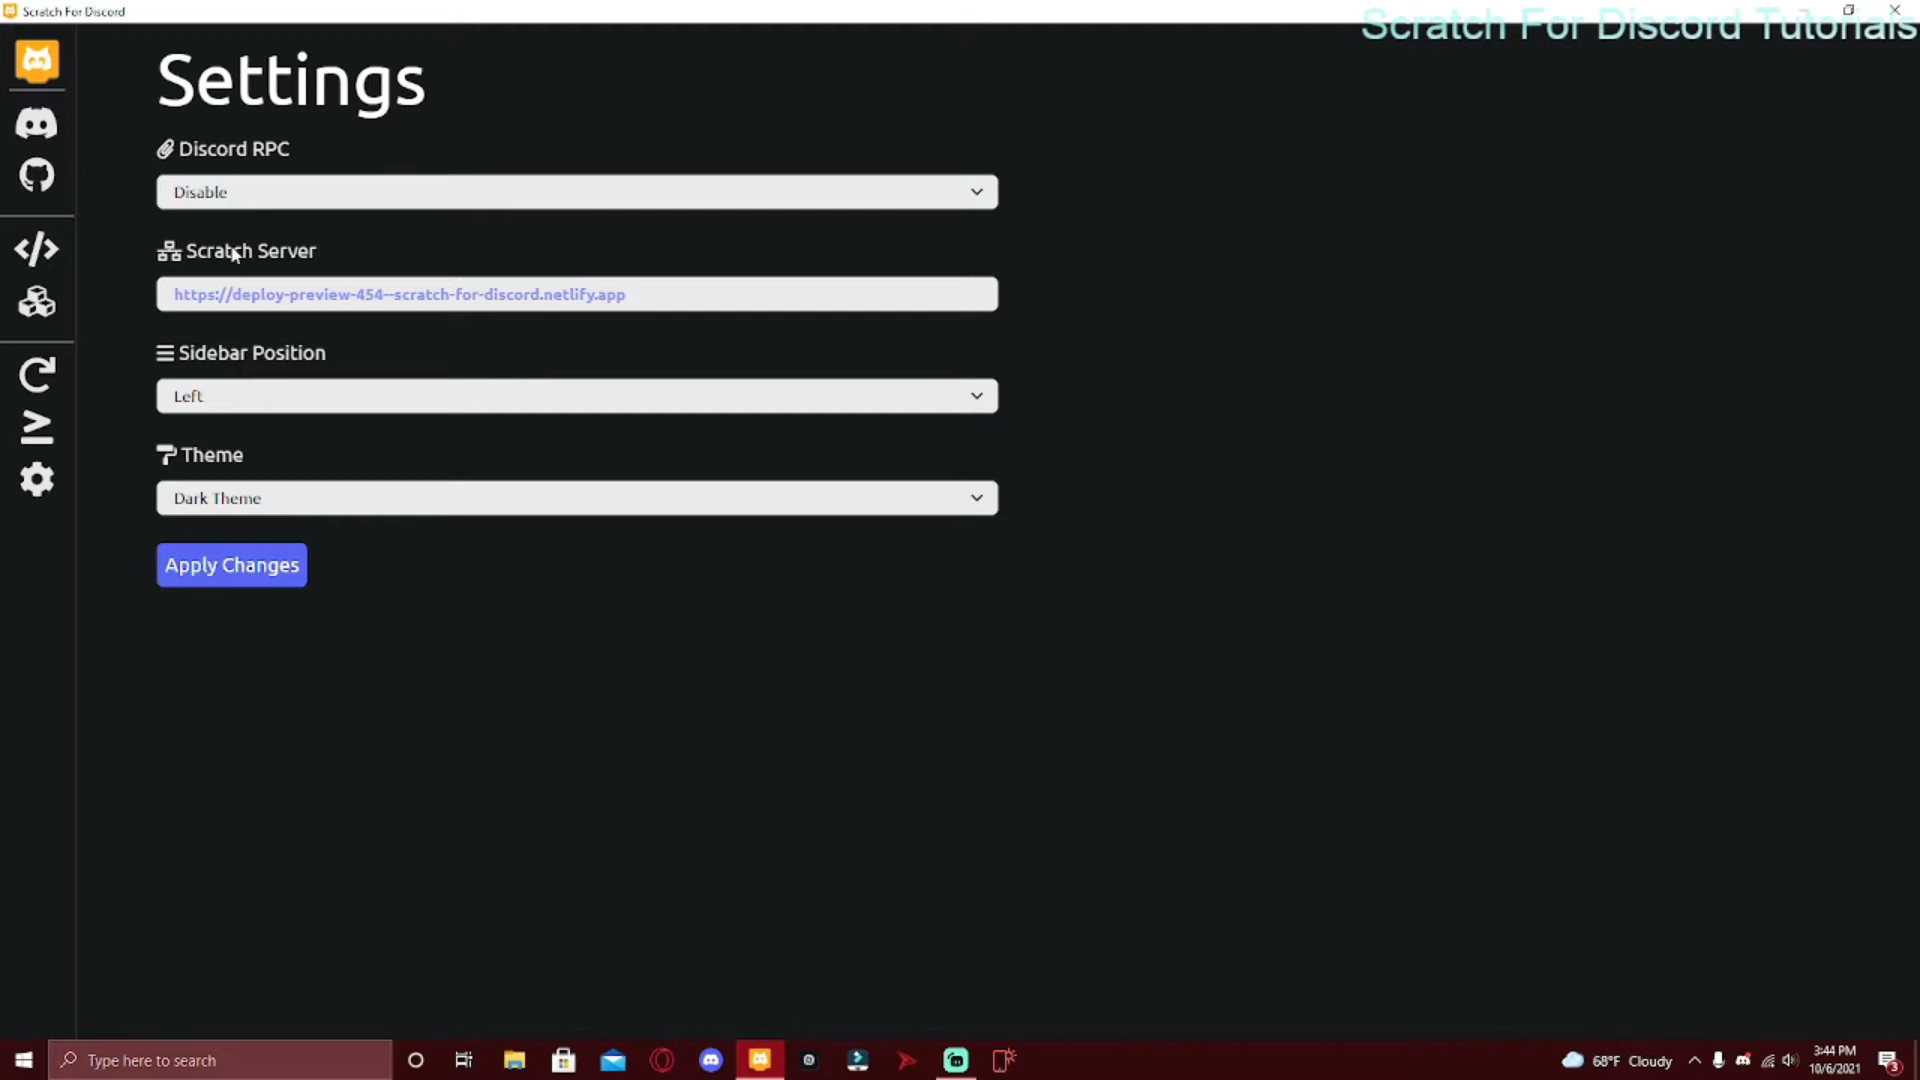 Scratch For Discord
Scratch For Discord Tutorials
Settings
Discord RPC
Disable
Scratch Server
https://deploy-preview-454--scratch-for-discord.netlify.app
Sidebar Position
Left
Theme
Dark Theme
Apply Changes
Type here to search
68°F Cloudy
3:44 PM
10/6/2021
3